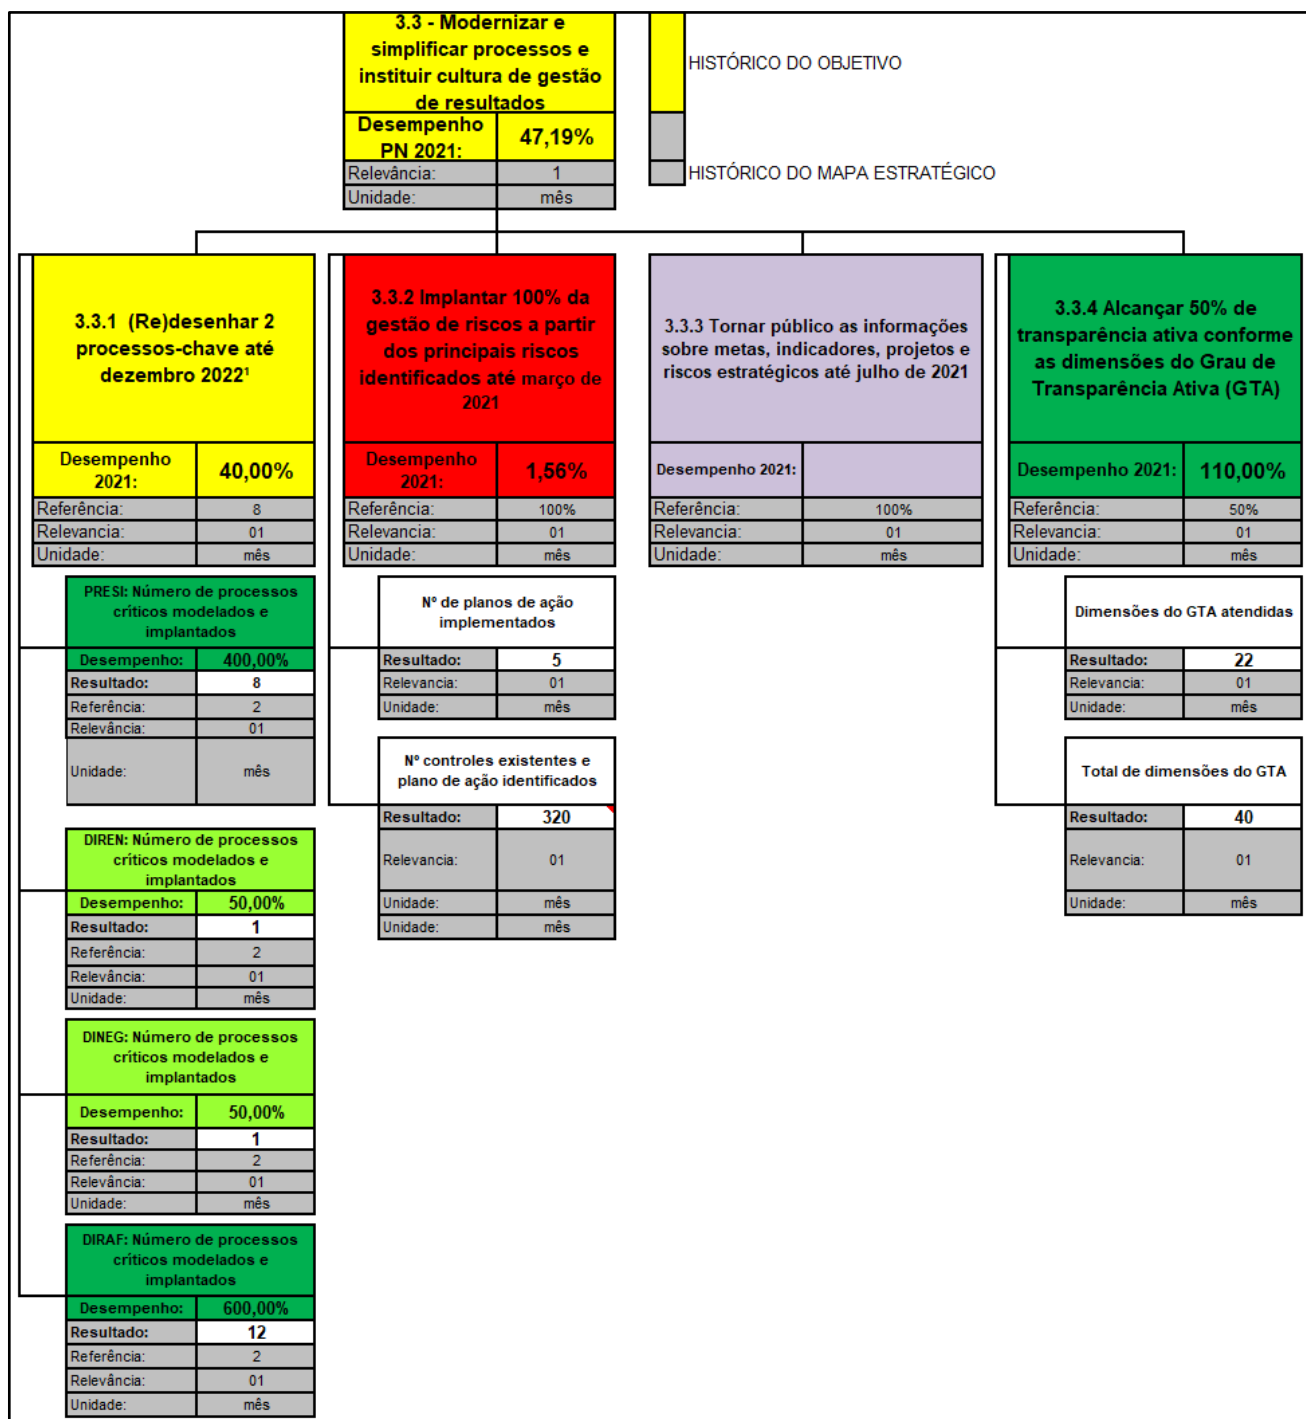 3.3 - Modernizar e
simplificar processos e
instituir cultura de gestão
de resultados
Desempenho
PN 2021:
47,19%
Relevância:
1
Unidade:
mês
HISTÓRICO DO OBJETIVO
HISTÓRICO DO MAPA ESTRATÉGICO
3.3.1 (Re)desenhar 2
processos-chave até
dezembro 2022¹
Desempenho
2021:
40,00%
Referência:
8
Relevancia:
01
Unidade:
mês
PRESI: Número de processos
críticos modelados e
implantados
Desempenho:
400,00%
Resultado:
8
Referência:
2
Relevância:
01
Unidade:
mês
DIREN: Número de processos
críticos modelados e
implantados
Desempenho:
50,00%
Resultado:
1
Referência:
2
Relevância:
01
Unidade:
mês
DINEG: Número de processos
críticos modelados e
implantados
Desempenho:
50,00%
Resultado:
1
Referência:
2
Relevância:
01
Unidade:
mês
DIRAF: Número de processos
críticos modelados e
implantados
Desempenho:
600,00%
Resultado:
12
Referência:
2
Relevância:
01
Unidade:
mês
3.3.2 Implantar 100% da
gestão de riscos a partir
dos principais riscos
identificados até março de
2021
Desempenho
2021:
1,56%
Referência:
100%
Relevancia:
01
Unidade:
mês
Nº de planos de ação
implementados
Resultado:
5
Relevancia:
01
Unidade:
mês
Nº controles existentes e
plano de ação identificados
Resultado:
320
Relevancia:
01
Unidade:
mês
Unidade:
mês
3.3.3 Tornar público as informações
sobre metas, indicadores, projetos e
riscos estratégicos até julho de 2021
Desempenho 2021:
Referência:
100%
Relevancia:
01
Unidade:
mês
3.3.4 Alcançar 50% de
transparência ativa conforme
as dimensões do Grau de
Transparência Ativa (GTA)
Desempenho 2021:
110,00%
Referência:
50%
Relevancia:
01
Unidade:
mês
Dimensões do GTA atendidas
Resultado:
22
Relevancia:
01
Unidade:
mês
Total de dimensões do GTA
Resultado:
40
Relevancia:
01
Unidade:
mês